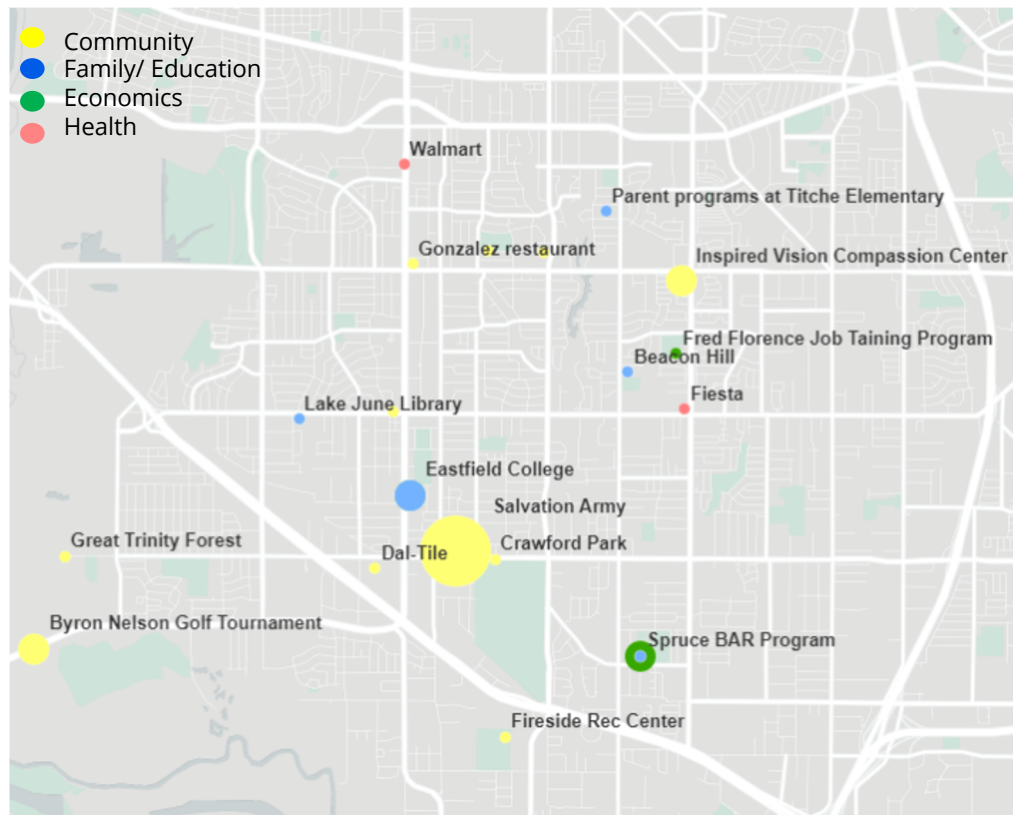 Community
Family/ Education
Economics
Health
Walmart
Parent programs at Titche Elementary
Gonzalez restaurant
Inspired Vision Compassion Center
Fred Florence Job Taining Program
Beacon Hill
Fiesta
Lake June Library
Eastfield College
Salvation Army
Great Trinity Forest
Dal-Tile
Crawford Park
Byron Nelson Golf Tournament
Spruce BAR Program
Fireside Rec Center